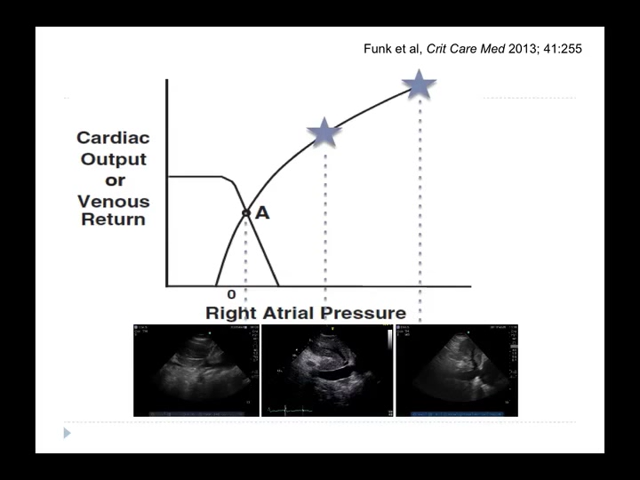 Funk et al, Crit Care Med 2013; 41:255
Cardiac
Output
or
Venous
Return
A
0
Right Atrial Pressure